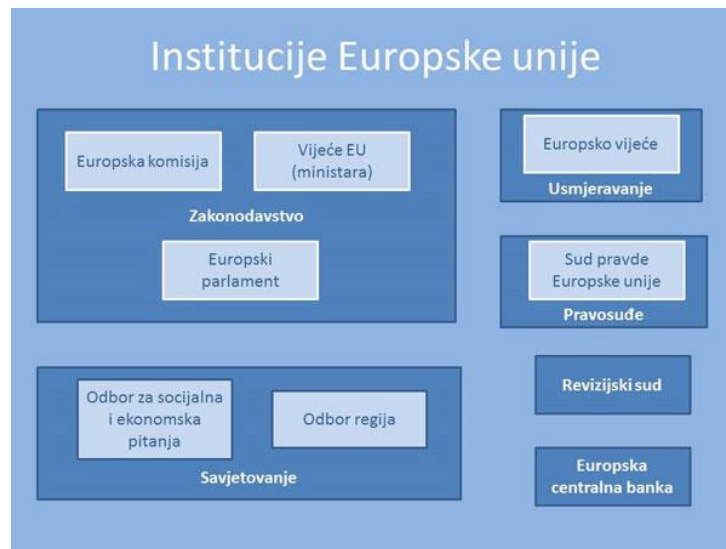 Institucije Europske unije
Europska komisija
Vijeće EU
(ministara)
Zakonodavstvo
Europski
parlament
Europsko vijeće
Usmjeravanje
Sud pravde
Europske unije
Pravosuđe
Odbor za socijalna
i ekonomska
pitanja
Odbor regija
Savjetovanje
Revizijski sud
Europska
centralna banka